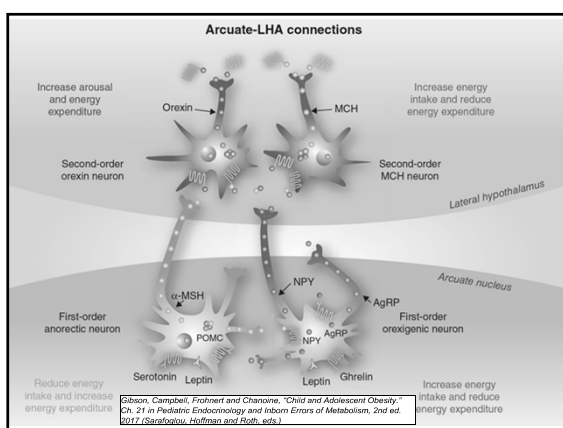 Arcuate-LHA connections
Increase arousal
and energy
expenditure
Orexin
MCH
Increase energy
intake and reduce
energy expenditure
Second-order
orexin neuron
Second-order
MCH neuron
Lateral hypothalamus
Arcuate nucleus
α-MSH
NPY
AgRP
First-order
anorectic neuron
POMC
NPY
AgRP
First-order
orexigenic neuron
Serotonin
Leptin
Leptin
Ghrelin
Reduce energy
intake and increase
energy expenditure
Increase energy
intake and reduce
energy expenditure
Gibson, Campbell, Frohnert and Chanoine, "Child and Adolescent Obesity."
Ch. 21 in Pediatric Endocrinology and Inborn Errors of Metabolism, 2nd ed.
2017 (Sarafoglou, Hoffman and Roth, eds.)